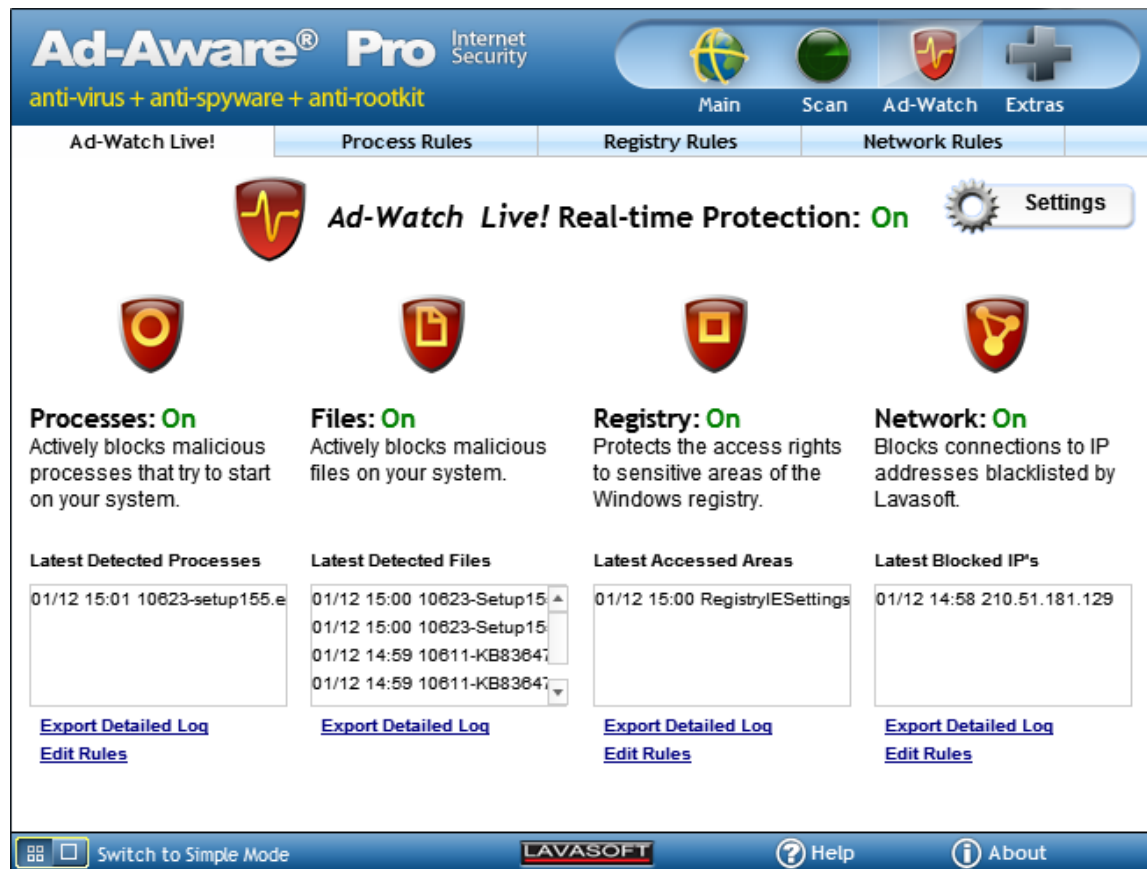 Ad-Aware® Pro Internet Security
anti-virus + anti-spyware + anti-rootkit
Main Scan Ad-Watch Extras
Ad-Watch Live! Process Rules Registry Rules Network Rules
Ad-Watch Live! Real-time Protection: On
Settings
Processes: On
Actively blocks malicious
processes that try to start
on your system.
Files: On
Actively blocks malicious
files on your system.
Registry: On
Protects the access rights
to sensitive areas of the
Windows registry.
Network: On
Blocks connections to IP
addresses blacklisted by
Lavasoft.
Latest Detected Processes
01/12 15:01 10623-setup155.e
Export Detailed Log
Edit Rules
Latest Detected Files
01/12 15:00 10623-Setup15
01/12 15:00 10623-Setup15
01/12 14:59 10611-KB83647
01/12 14:59 10611-KB83647
Export Detailed Log
Latest Accessed Areas
01/12 15:00 RegistryIESettings
Export Detailed Log
Edit Rules
Latest Blocked IP's
01/12 14:58 210.51.181.129
Export Detailed Log
Edit Rules
Switch to Simple Mode
LAVASOFT
Help
About